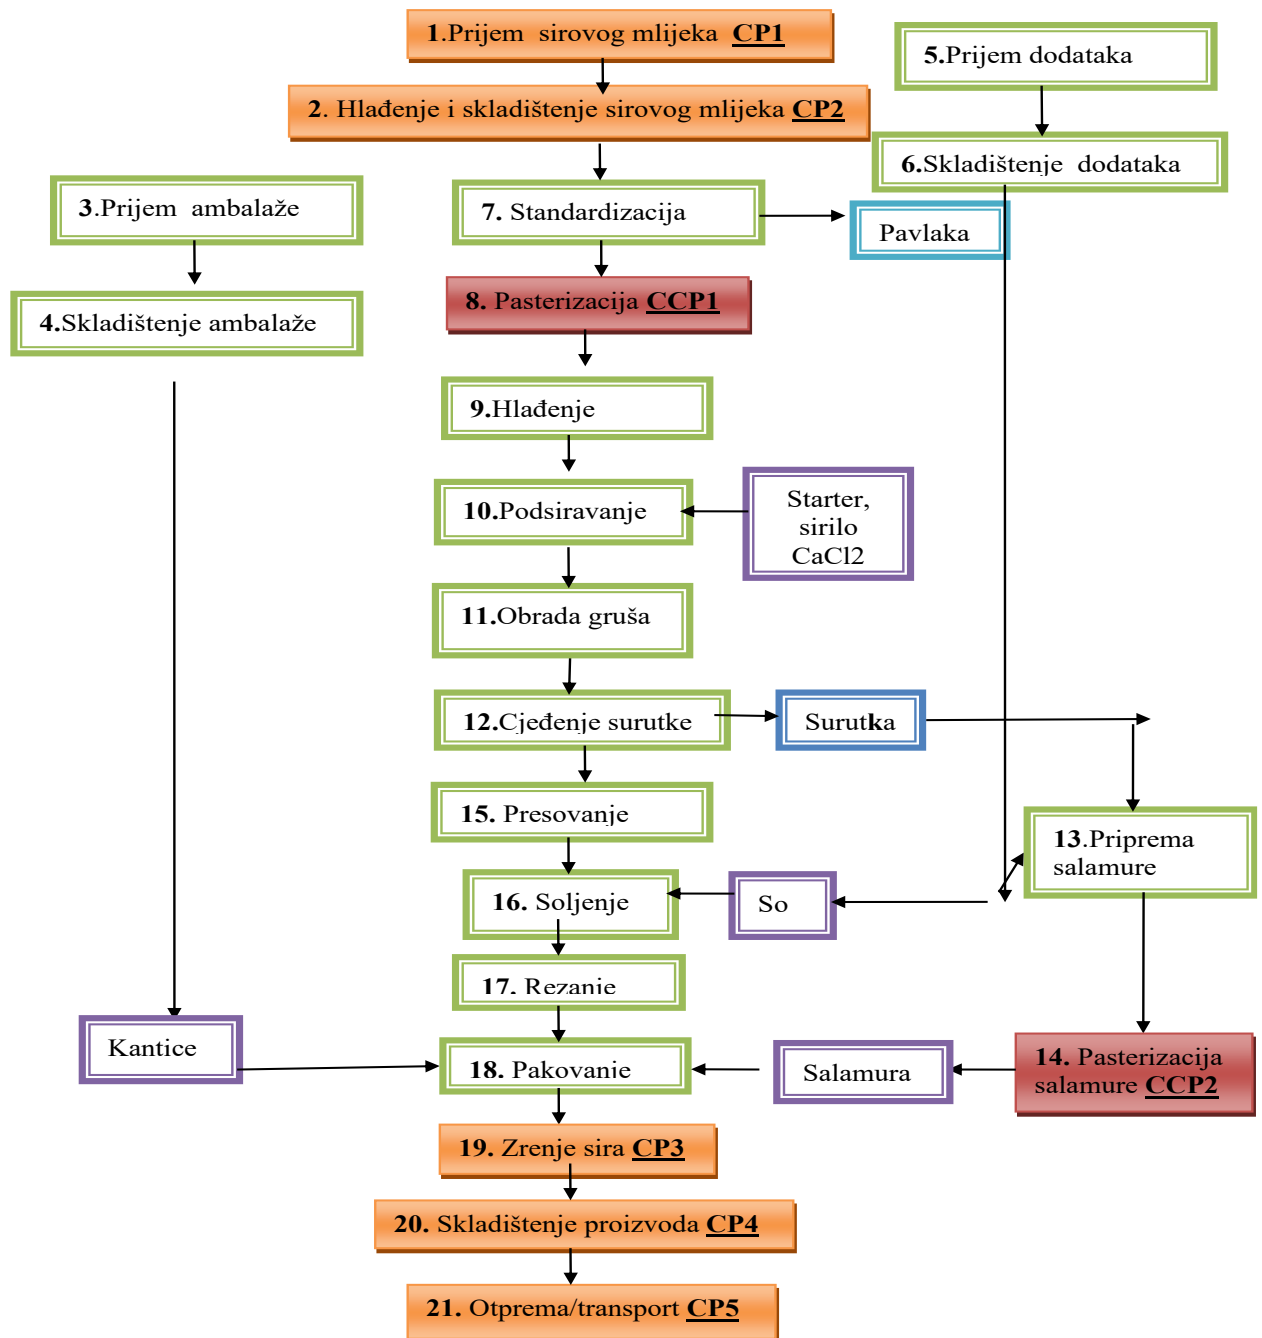 1.Prijem sirovog mlijeka CP1
5.Prijem dodataka
2. Hlađenje i skladištenje sirovog mlijeka CP2
6.Skladištenje dodataka
3.Prijem ambalaže
7. Standardizacija
Pavlaka
8. Pasterizacija CCP1
4.Skladištenje ambalaže
9.Hlađenje
10.Podsiravanje
Starter,
sirilo
CaCl2
11.Obrada gruša
12.Cjeđenje surutke
Surutka
15. Presovanje
13.Priprema
salamure
16. Soljenje
So
17. Rezanje
Kantice
18. Pakovanje
Salamura
14. Pasterizacija
salamure CCP2
19. Zrenje sira CP3
20. Skladištenje proizvoda CP4
21. Otprema/transport CP5